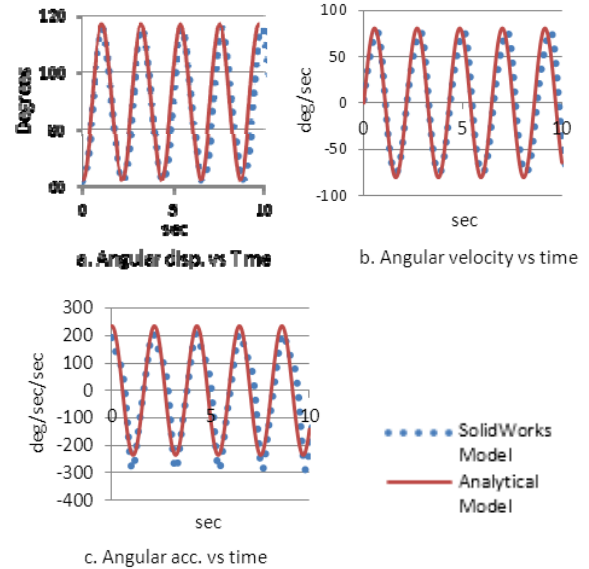 120
100
80
60
Degrees
0 5 10
sec
a. Angular disp. vs Time
100
50
0
-50
-100
deg/sec
0 5 10
sec
b. Angular velocity vs time
300
200
100
0
-100
-200
-300
-400
deg/sec/sec
0 5 10
sec
c. Angular acc. vs time
SolidWorks
Model
Analytical
Model